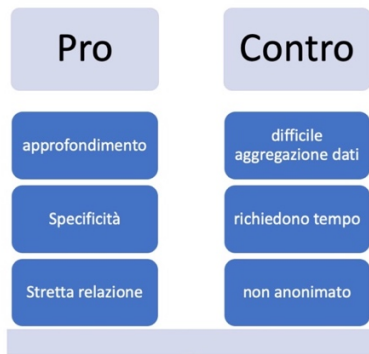 Pro
Contro
approfondimento
difficile
aggregazione dati
Specificità
richiedono tempo
Stretta relazione
non anonimato